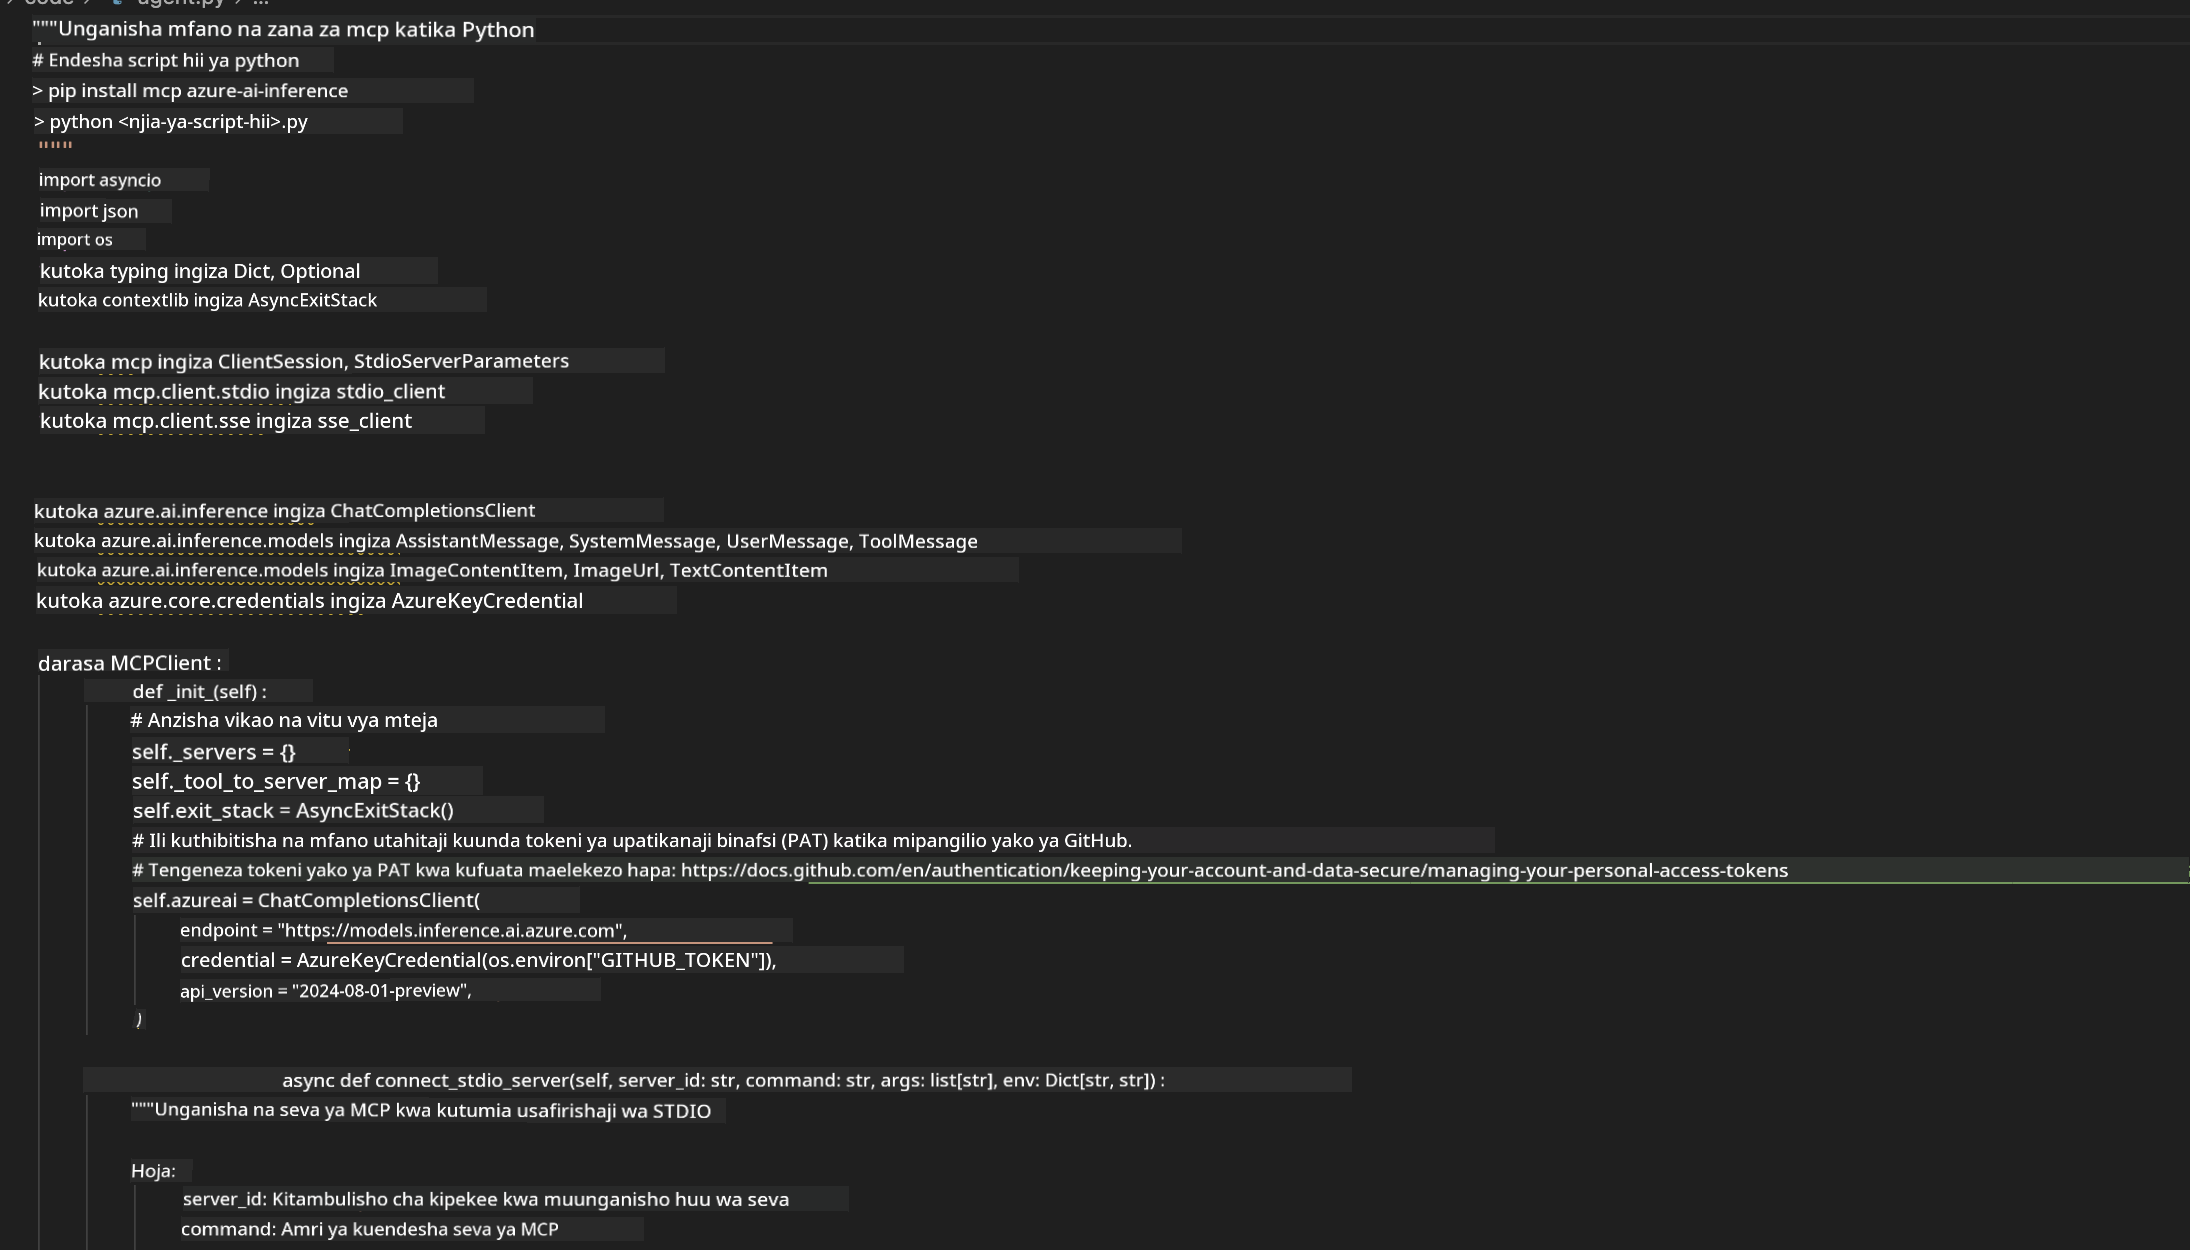 code > agent.py > ...
"""Unganisha mfano na zana za mcp katika Python
# Endesha script hii ya python
> pip install mcp azure-ai-inference
> python <njia-ya-script-hii>.py
"""
import asyncio
import json
import os
kutoka typing ingiza Dict, Optional
kutoka contextlib ingiza AsyncExitStack
kutoka mcp ingiza ClientSession, StdioServerParameters
kutoka mcp.client.stdio ingiza stdio_client
kutoka mcp.client.sse ingiza sse_client
kutoka azure.ai.inference ingiza ChatCompletionsClient
kutoka azure.ai.inference.models ingiza AssistantMessage, SystemMessage, UserMessage, ToolMessage
kutoka azure.ai.inference.models ingiza ImageContentItem, ImageUrl, TextContentItem
kutoka azure.core.credentials ingiza AzureKeyCredential
darasa MCPClient :
def _init_(self) :
# Anzisha vikao na vitu vya mteja
self._servers = {}
self._tool_to_server_map = {}
self.exit_stack = AsyncExitStack()
# Ili kuthibitisha na mfano utahitaji kuunda tokeni ya upatikanaji binafsi (PAT) katika mipangilio yako ya GitHub.
# Tengeneza tokeni yako ya PAT kwa kufuata maelekezo hapa: https://docs.github.com/en/authentication/keeping-your-account-and-data-secure/managing-your-personal-access-tokens
self.azureai = ChatCompletionsClient(
endpoint = "https://models.inference.ai.azure.com",
credential = AzureKeyCredential(os.environ["GITHUB_TOKEN"]),
api_version = "2024-08-01-preview",
)
async def connect_stdio_server(self, server_id: str, command: str, args: list[str], env: Dict[str, str]) :
"""Unganisha na seva ya MCP kwa kutumia usafirishaji wa STDIO
Hoja:
server_id: Kitambulisho cha kipekee kwa muunganisho huu wa seva
command: Amri ya kuendesha seva ya MCP